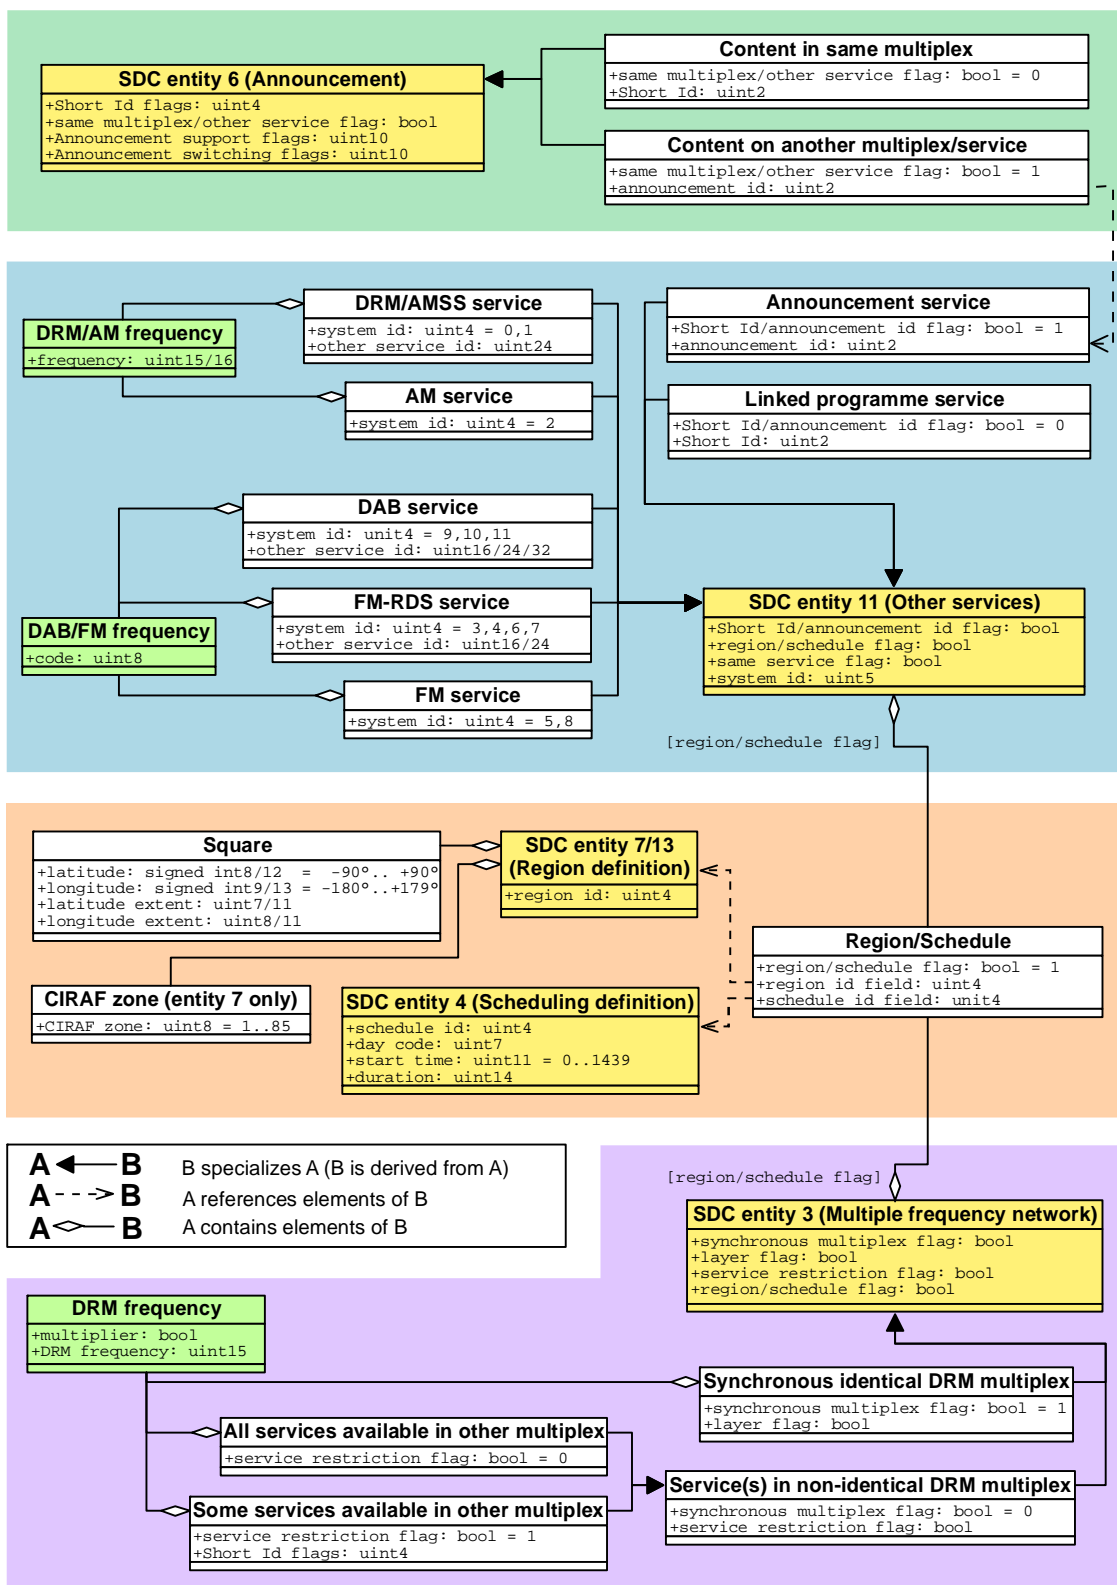 SDC entity 6 (Announcement)
+Short Id flags: uint4
+same multiplex/other service flag: bool
+Announcement support flags: uint10
+Announcement switching flags: uint10
Content in same multiplex
+same multiplex/other service flag: bool = 0
+Short Id: uint2
Content on another multiplex/service
+same multiplex/other service flag: bool = 1
+announcement id: uint2
DRM/AM frequency
+frequency: uint15/16
DRM/AMSS service
+system id: uint4 = 0,1
+other service id: uint24
AM service
+system id: uint4 = 2
Announcement service
+Short Id/announcement id flag: bool = 1
+announcement id: uint2
Linked programme service
+Short Id/announcement id flag: bool = 0
+Short Id: uint2
DAB service
+system id: unit4 = 9,10,11
+other service id: uint16/24/32
FM-RDS service
+system id: uint4 = 3,4,6,7
+other service id: uint16/24
DAB/FM frequency
+code: uint8
FM service
+system id: uint4 = 5,8
SDC entity 11 (Other services)
+Short Id/announcement id flag: bool
+region/schedule flag: bool
+same service flag: bool
+system id: uint5
[region/schedule flag]
Square
+latitude: signed int8/12 = -90°.. +90°
+longitude: signed int9/13 = -180°..+179°
+latitude extent: uint7/11
+longitude extent: uint8/11
SDC entity 7/13
(Region definition)
+region id: uint4
CIRAF zone (entity 7 only)
+CIRAF zone: uint8 = 1..85
SDC entity 4 (Scheduling definition)
+schedule id: uint4
+day code: uint7
+start time: uint11 = 0..1439
+duration: uint14
Region/Schedule
+region/schedule flag: bool = 1
+region id field: uint4
+schedule id field: unit4
A B B specializes A (B is derived from A)
A B A references elements of B
A B A contains elements of B
[region/schedule flag]
SDC entity 3 (Multiple frequency network)
+synchronous multiplex flag: bool
+layer flag: bool
+service restriction flag: bool
+region/schedule flag: bool
DRM frequency
+multiplier: bool
+DRM frequency: uint15
Synchronous identical DRM multiplex
+synchronous multiplex flag: bool = 1
+layer flag: bool
All services available in other multiplex
+service restriction flag: bool = 0
Some services available in other multiplex
+service restriction flag: bool = 1
+Short Id flags: uint4
Service(s) in non-identical DRM multiplex
+synchronous multiplex flag: bool = 0
+service restriction flag: bool